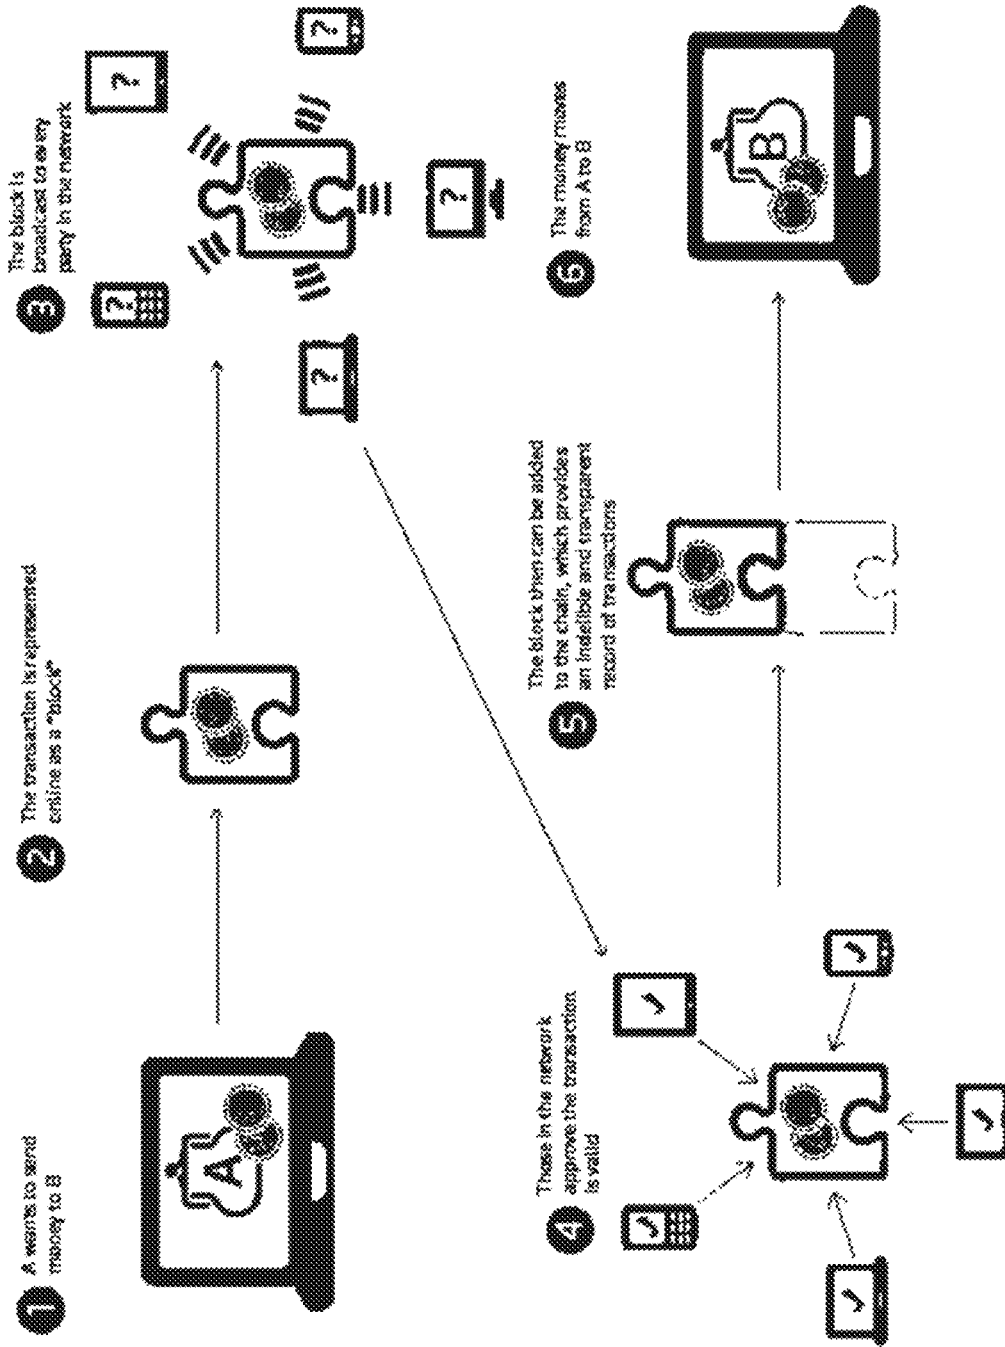 1
A wants to send
money to B
A
2
The transaction is represented
online as a "block"
3
The block is
broadcast to every
party in the network
?
?
?
?
?
4
Those in the network
approve the transaction
is valid
5
The block then can be added
to the chain, which provides
an indelible and transparent
record of transactions
6
The money moves
from A to B
B